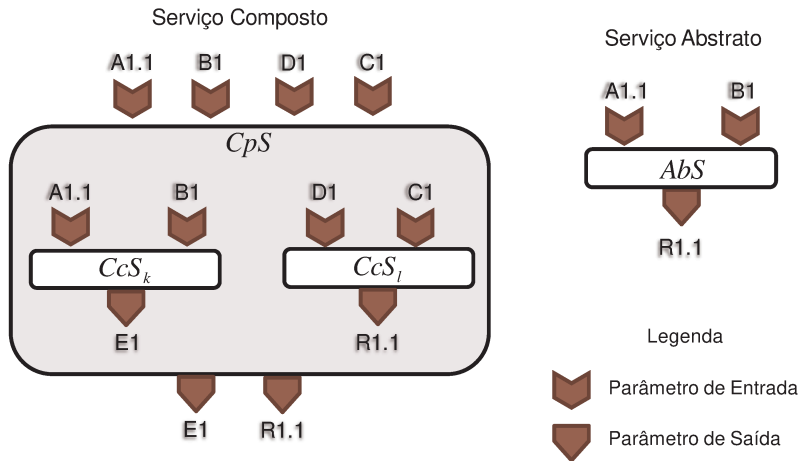 Serviço Composto
A1.1 B1 D1 C1
CpS
A1.1 B1 D1 C1
CcSk CcSl
E1 R1.1
E1 R1.1
Serviço Abstrato
A1.1 B1
AbS
R1.1
Legenda
Parâmetro de Entrada
Parâmetro de Saída